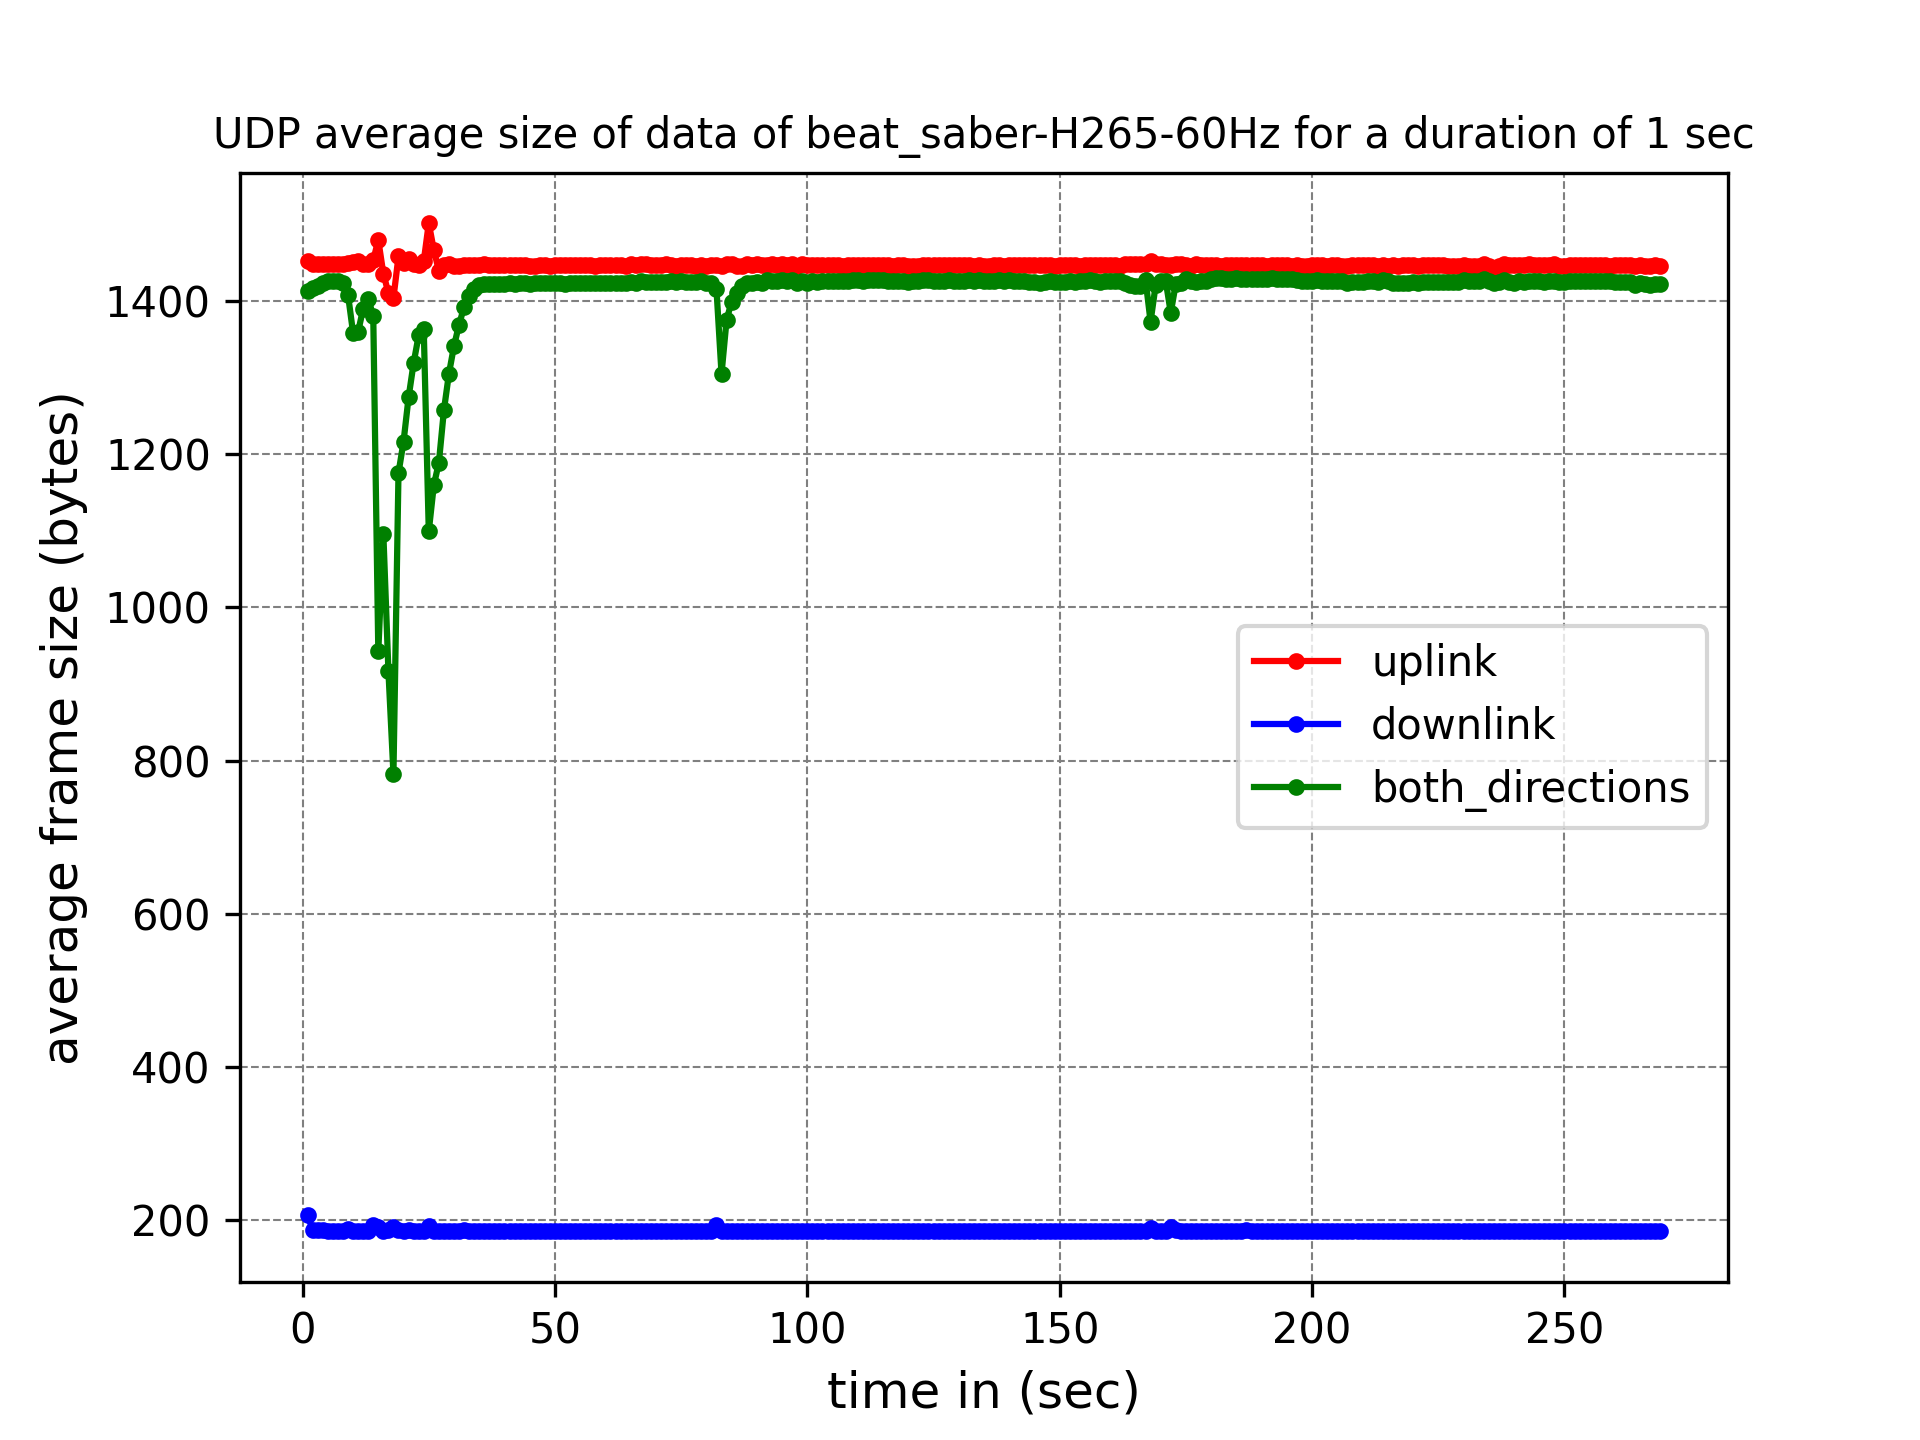 UDP average size of data of beat_saber-H265-60Hz for a duration of 1 sec
average frame size (bytes)
1400
1200
1000
800
600
400
200
uplink
downlink
both_directions
0 50 100 150 200 250
time in (sec)